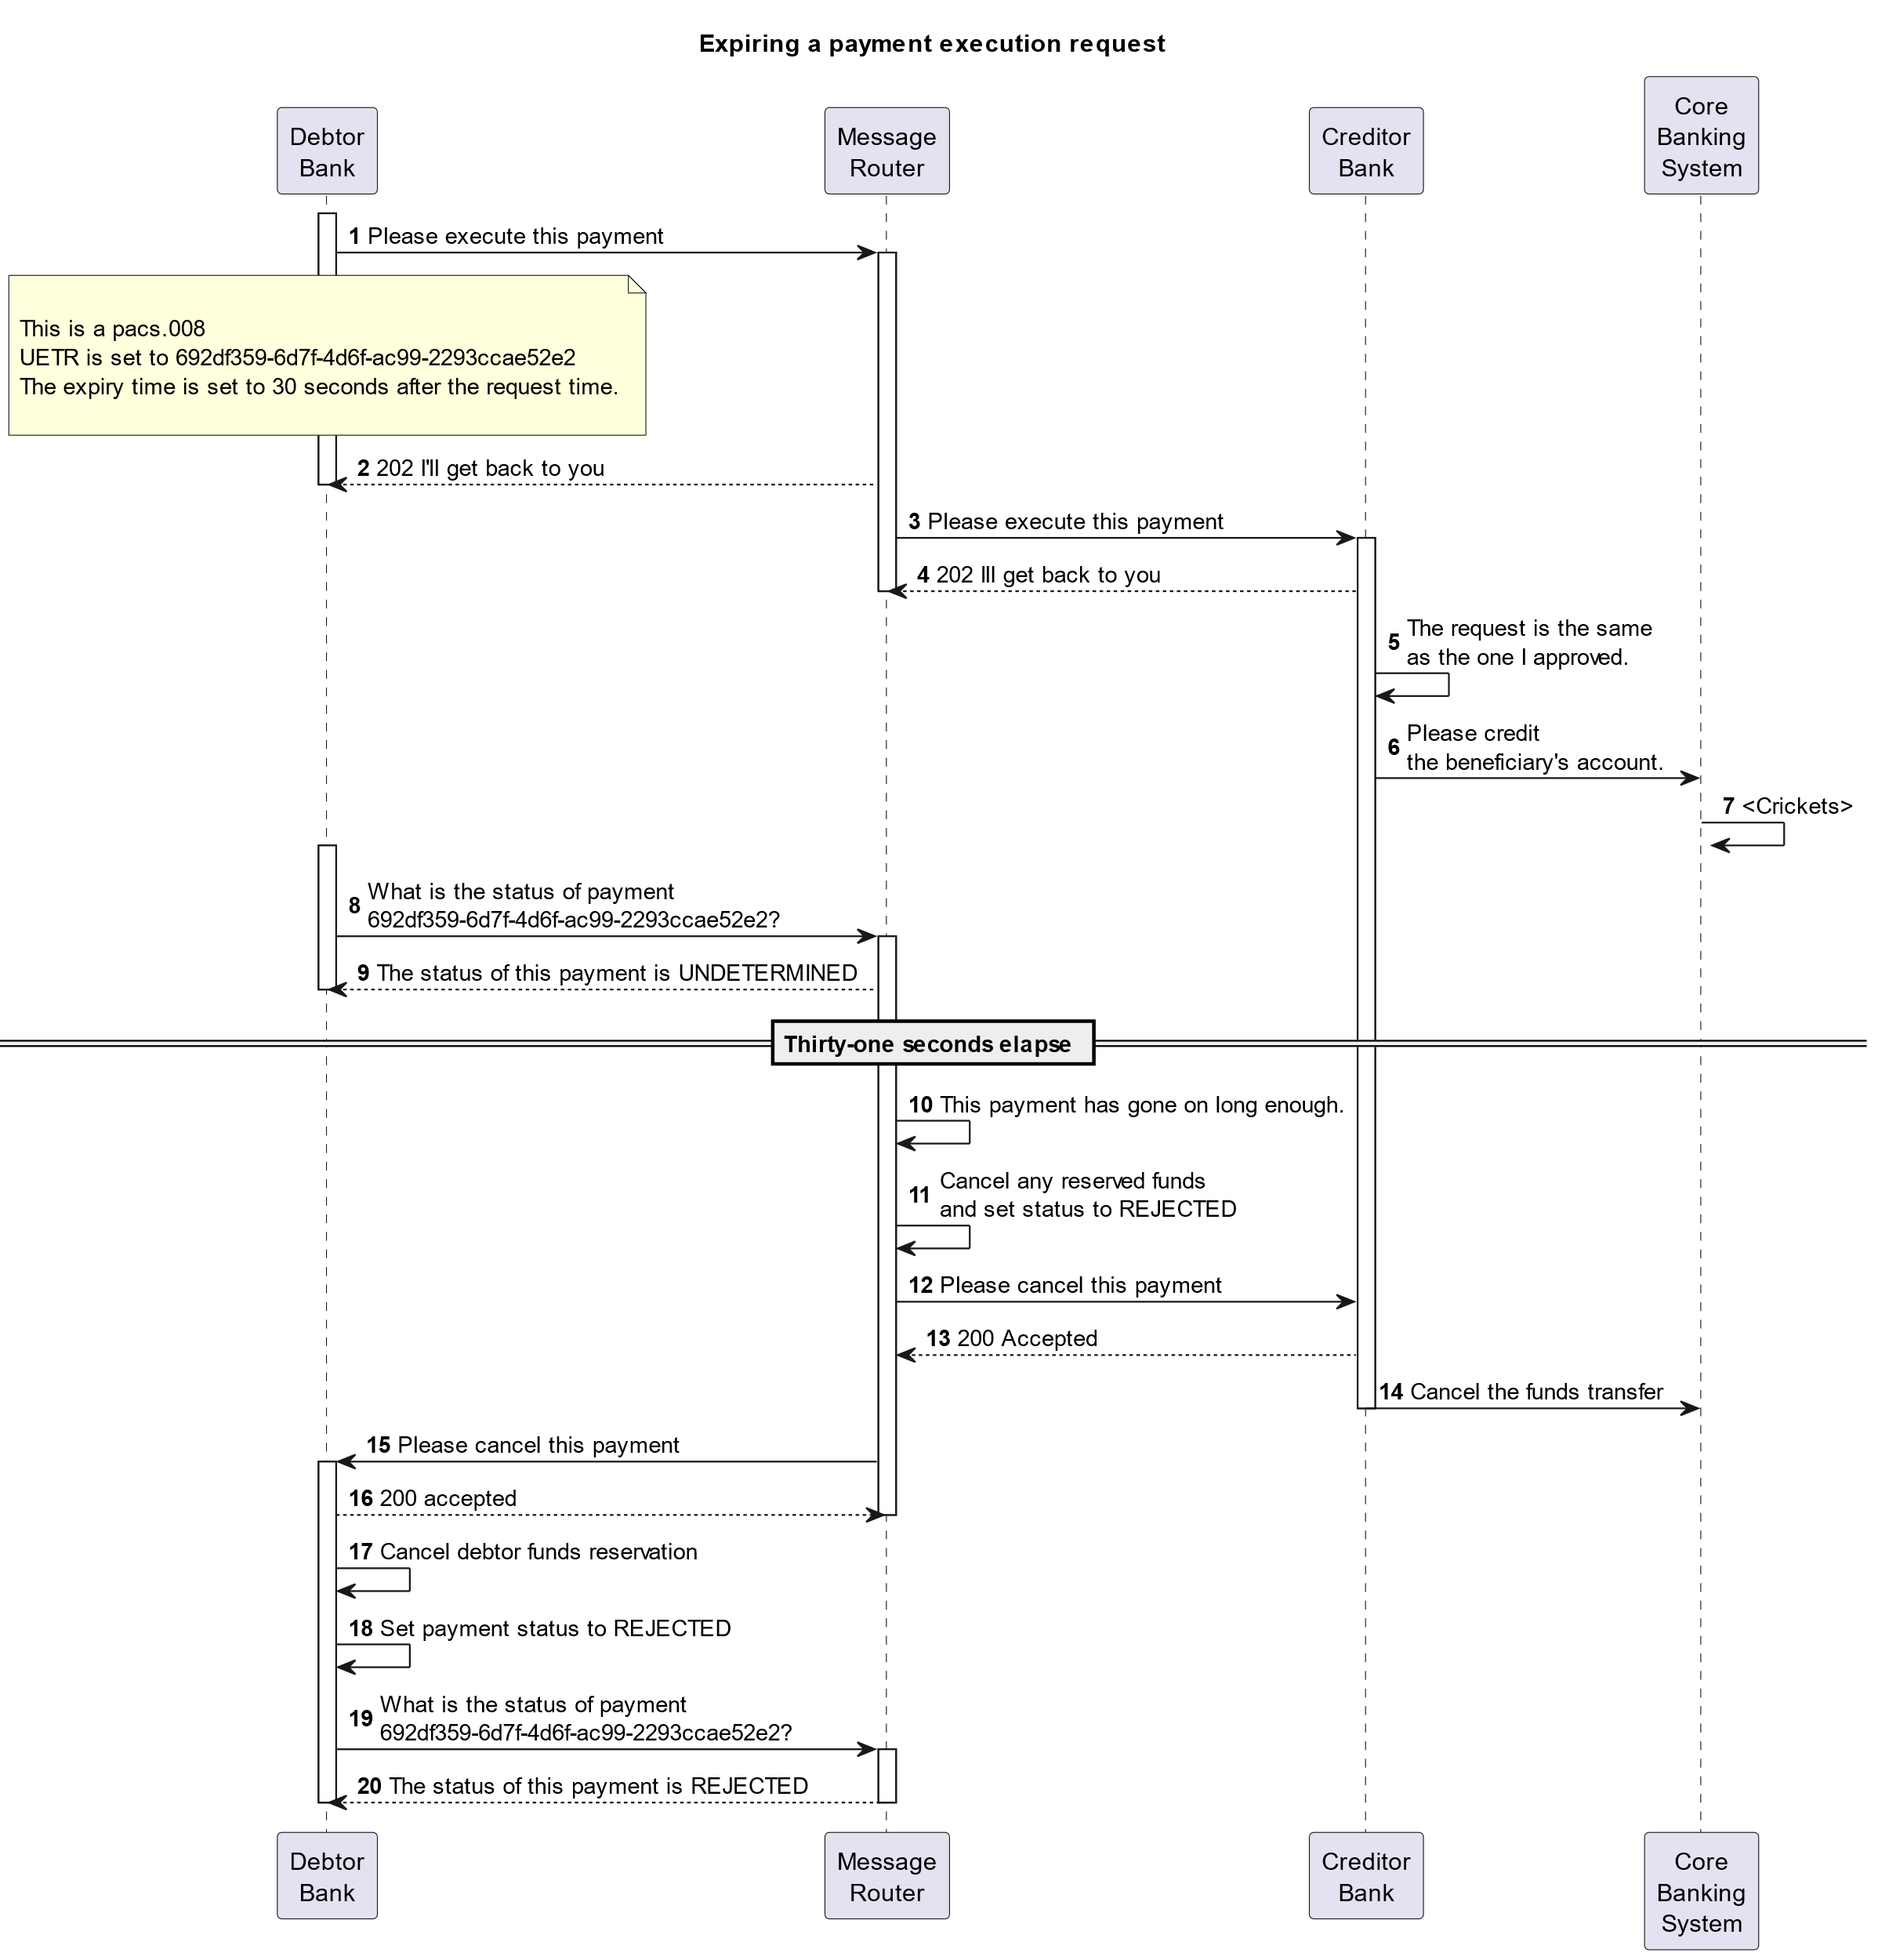 Expiring a payment execution request
Debtor
Bank
Message
Router
Creditor
Bank
Core
Banking
System
1 Please execute this payment
This is a pacs.008
UETR is set to 692df359-6d7f-4d6f-ac99-2293ccae52e2
The expiry time is set to 30 seconds after the request time.
2 202 I'll get back to you
3 Please execute this payment
4 202 Ill get back to you
5 The request is the same
as the one I approved.
6 Please credit
the beneficiary's account.
7 <Crickets>
8 What is the status of payment
692df359-6d7f-4d6f-ac99-2293ccae52e2?
9 The status of this payment is UNDETERMINED
Thirty-one seconds elapse
10 This payment has gone on long enough.
11 Cancel any reserved funds
and set status to REJECTED
12 Please cancel this payment
13 200 Accepted
14 Cancel the funds transfer
15 Please cancel this payment
16 200 accepted
17 Cancel debtor funds reservation
18 Set payment status to REJECTED
19 What is the status of payment
692df359-6d7f-4d6f-ac99-2293ccae52e2?
20 The status of this payment is REJECTED
Debtor
Bank
Message
Router
Creditor
Bank
Core
Banking
System